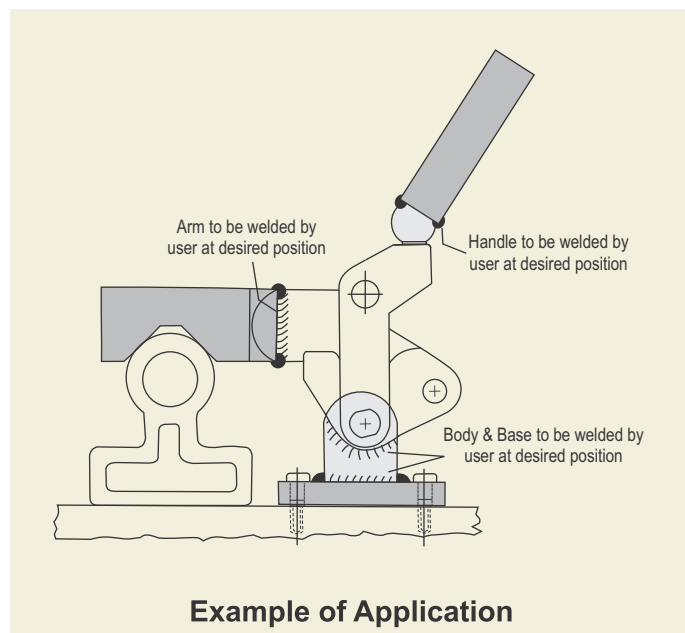 Arm to be welded by
user at desired position
Handle to be welded by
user at desired position
Body & Base to be welded by
user at desired position
Example of Application